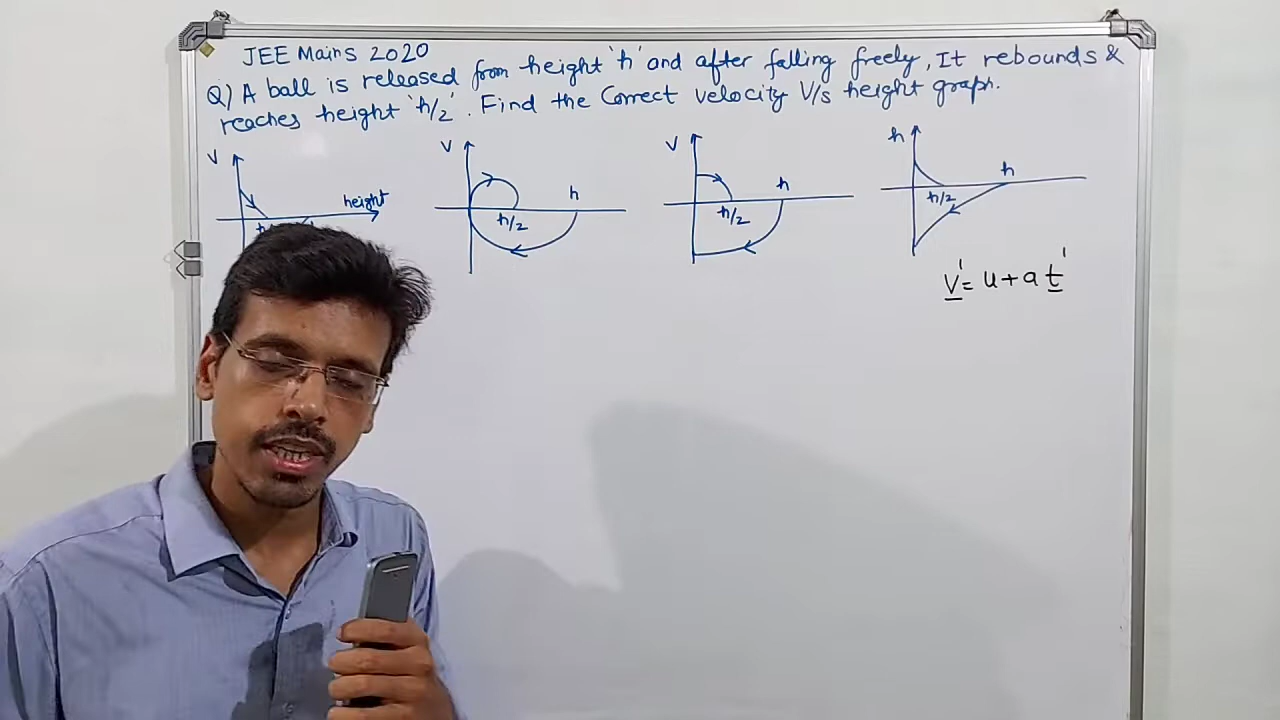 JEE Mains 2020
Q) A ball is released from height 'h' and after falling freely, It rebounds &
reaches height 'h/2'. Find the Correct velocity V/s height graph.
V
height
V
h/2
h
V
h/2
h
h
h/2
h
V' = u + a t'